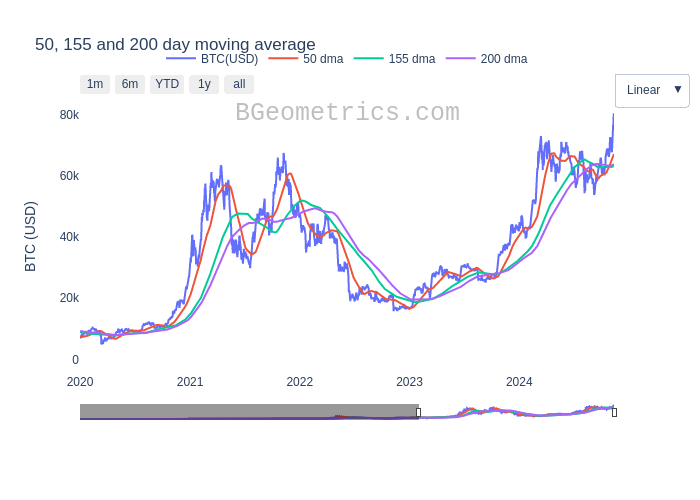 50, 155 and 200 day moving average
BTC(USD) 50 dma 155 dma 200 dma
1m 6m YTD 1y all
Linear ▼
BGeometrics.com
80k
60k
40k
20k
0
BTC (USD)
2020 2021 2022 2023 2024